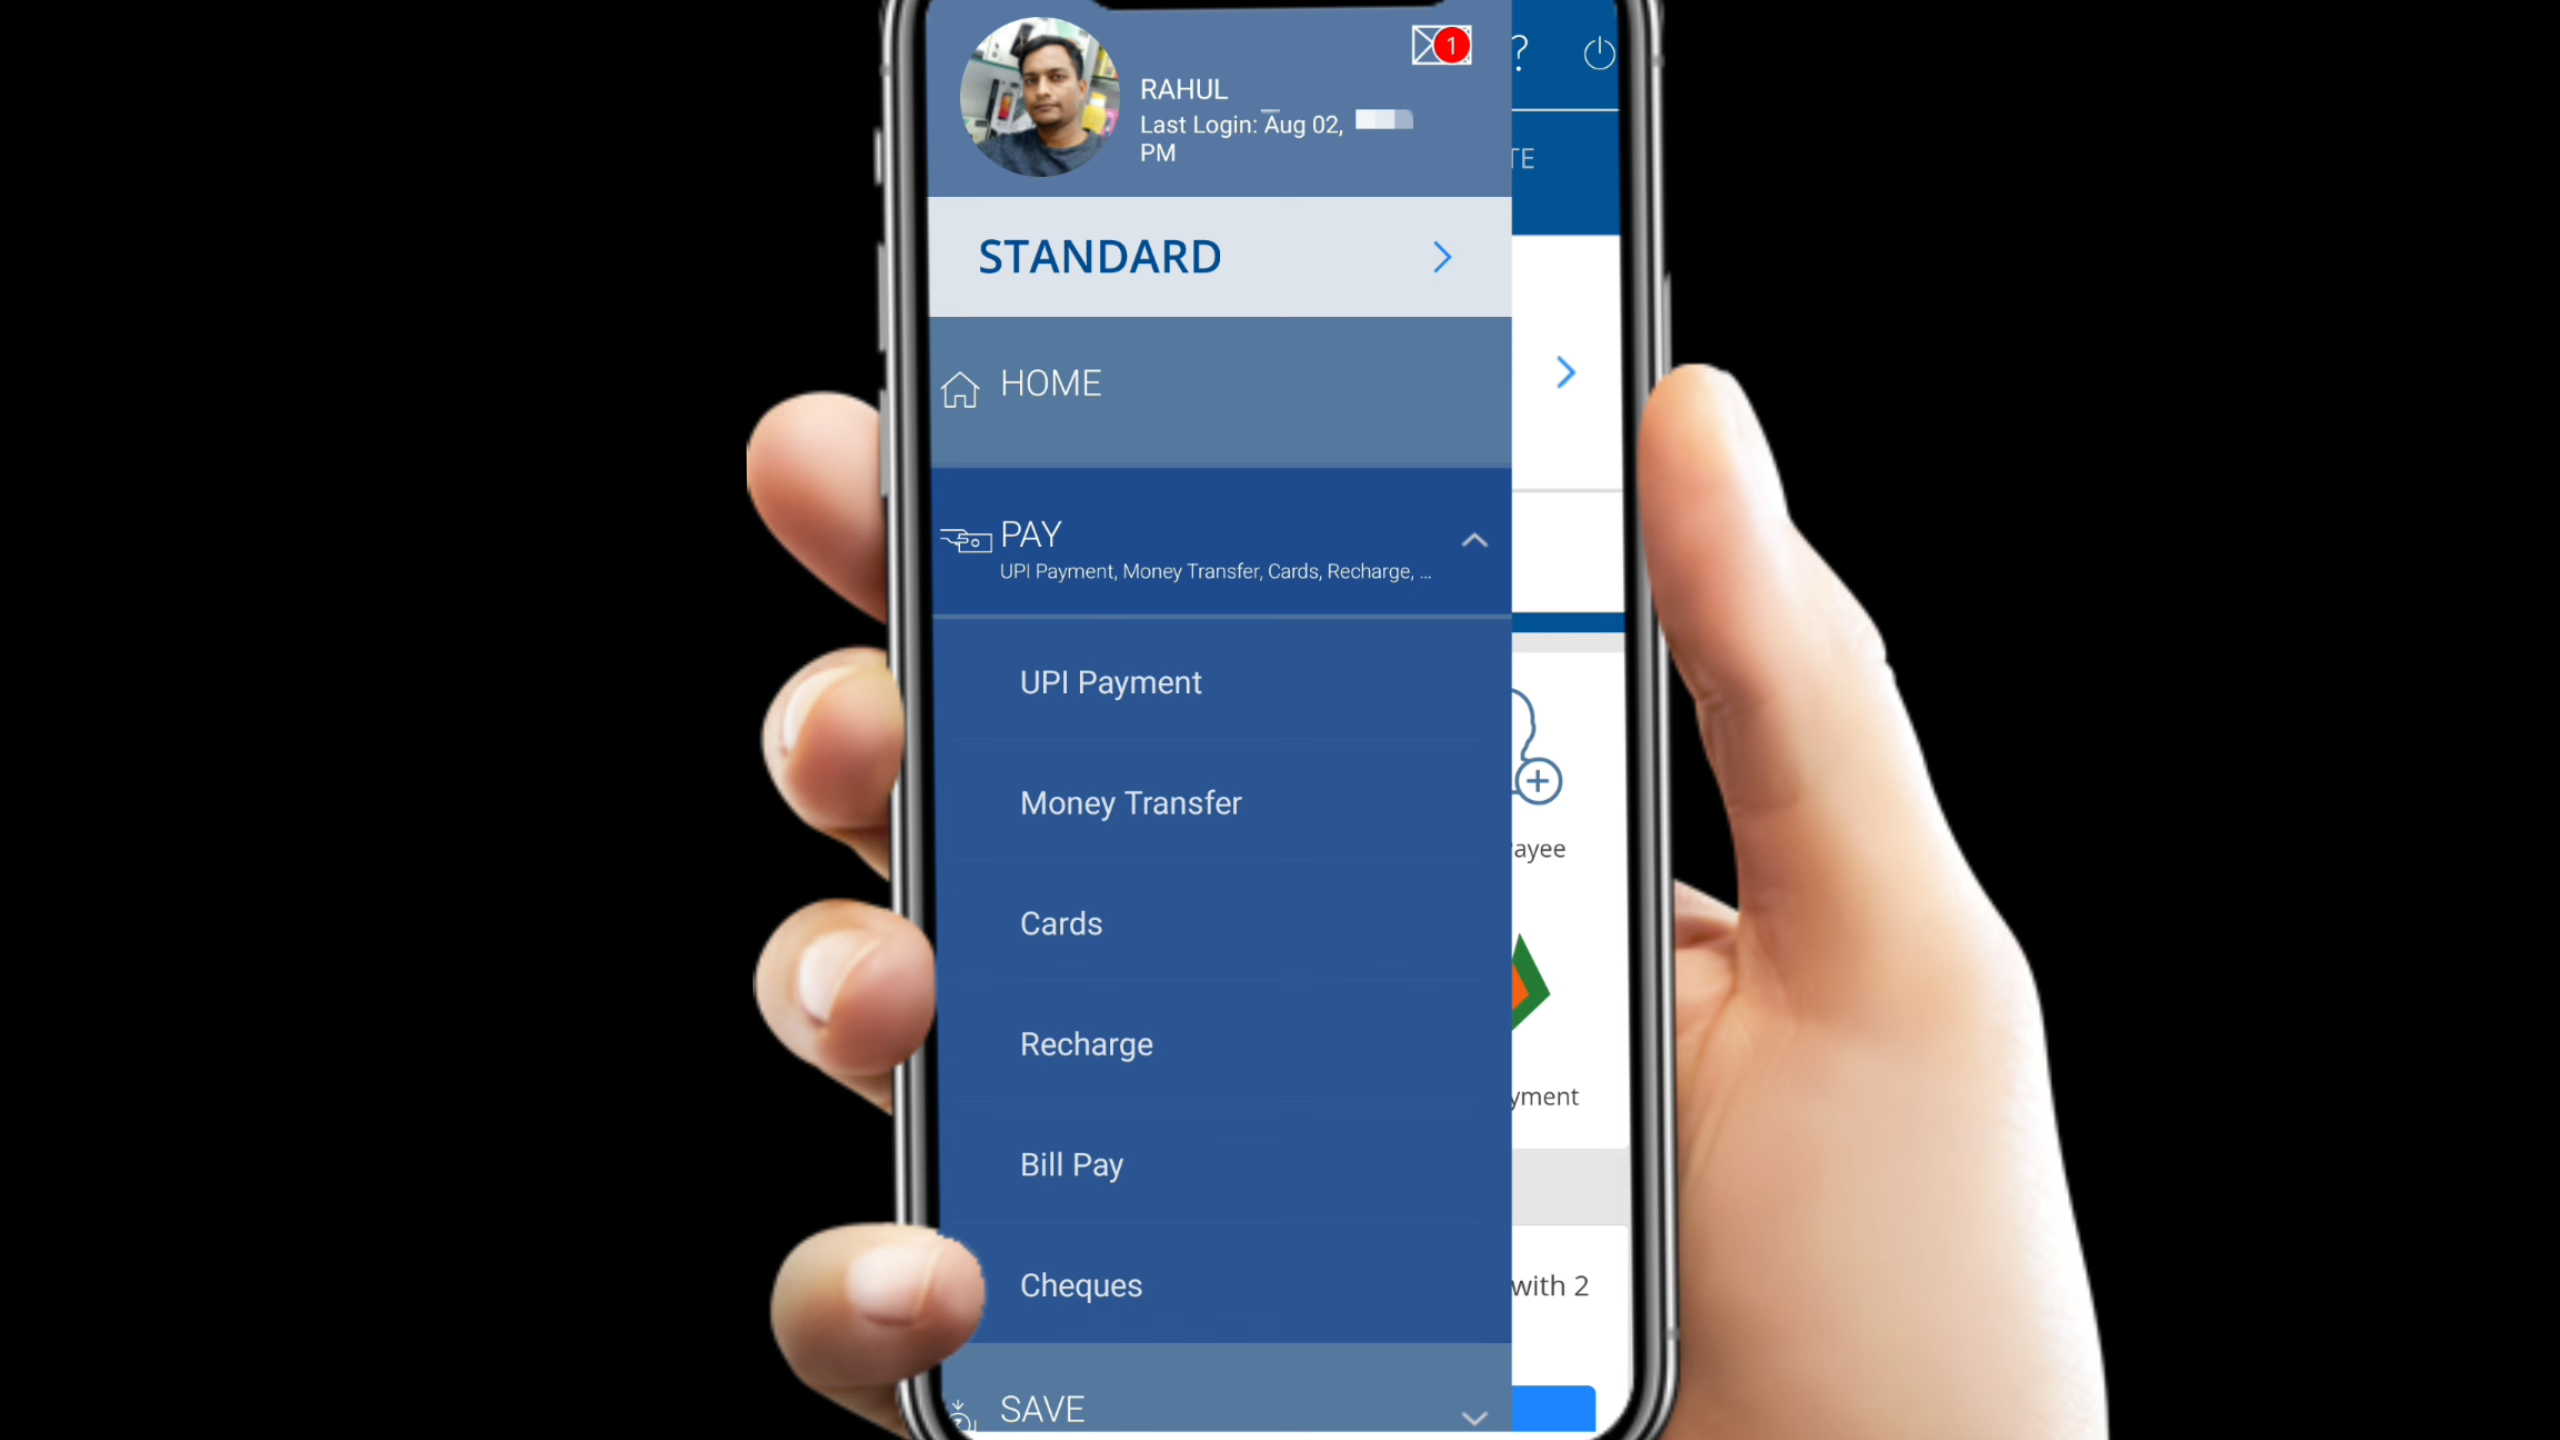 1
?
RAHUL
Last Login: Aug 02,
PM
TE
STANDARD
HOME
PAY
UPI Payment, Money Transfer, Cards, Recharge, ...
UPI Payment
Money Transfer
ayee
Cards
Recharge
yment
Bill Pay
Cheques
with 2
SAVE